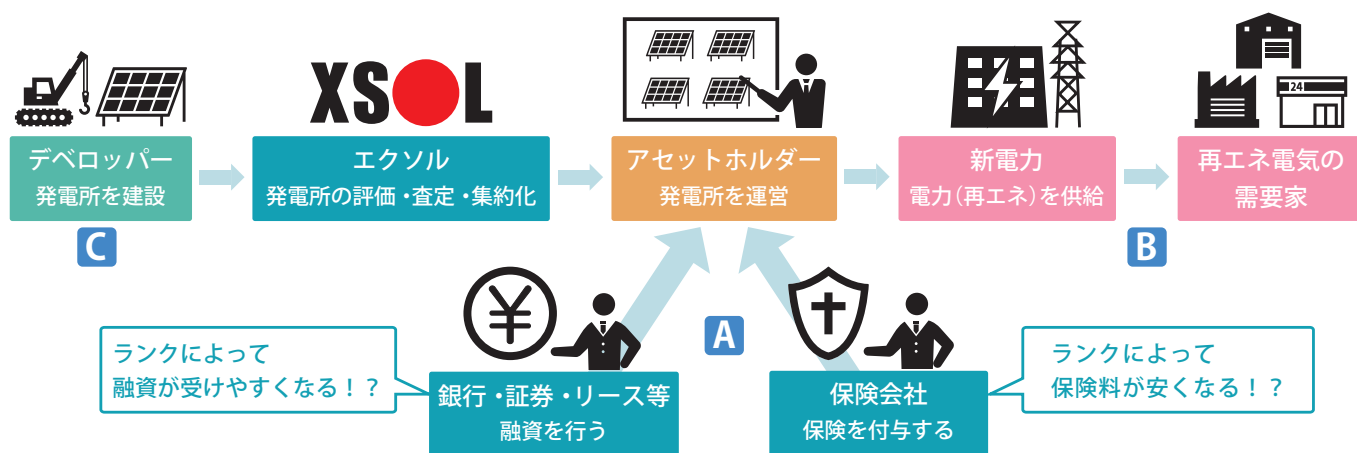 XSOL
24
デベロッパー
発電所を建設
エクソル
発電所の評価・査定・集約化
アセットホルダー
発電所を運営
新電力
電力(再エネ)を供給
再エネ電気の
需要家
C
B
A
¥
ランクによって
融資が受けやすくなる！？
銀行・証券・リース等
融資を行う
保険会社
保険を付与する
ランクによって
保険料が安くなる！？